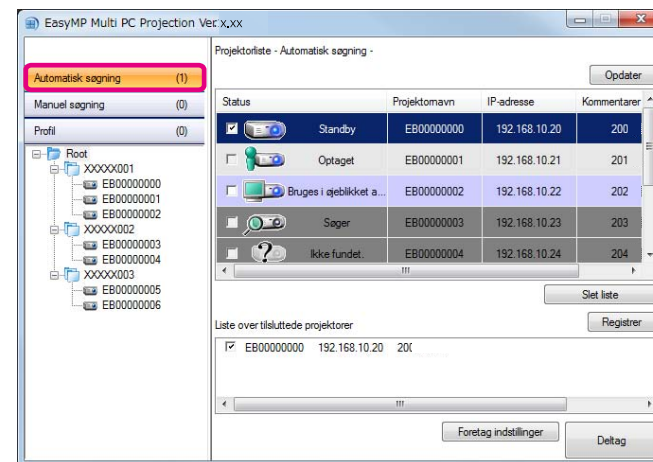 EasyMP Multi PC Projection Ver.x.xx
Projektorliste - Automatisk søgning -
Automatisk søgning (1)
Opdater
Manuel søgning (0)
Status Projektornavn IP-adresse Kommentarer
Profil (0)
Standby EB00000000 192.168.10.20 200
Root
Optaget EB00000001 192.168.10.21 201
XXXXX001
EB00000000
Bruges i øjeblikket a... EB00000002 192.168.10.22 202
EB00000001
EB00000002
Søger EB00000003 192.168.10.23 203
XXXXX002
EB00000003
Ikke fundet. EB00000004 192.168.10.24 204
EB00000004
XXXXX003
EB00000005
Slet liste
EB00000006
Liste over tilsluttede projektorer
Registrer
EB00000000 192.168.10.20 200
Foretag indstillinger
Deltag